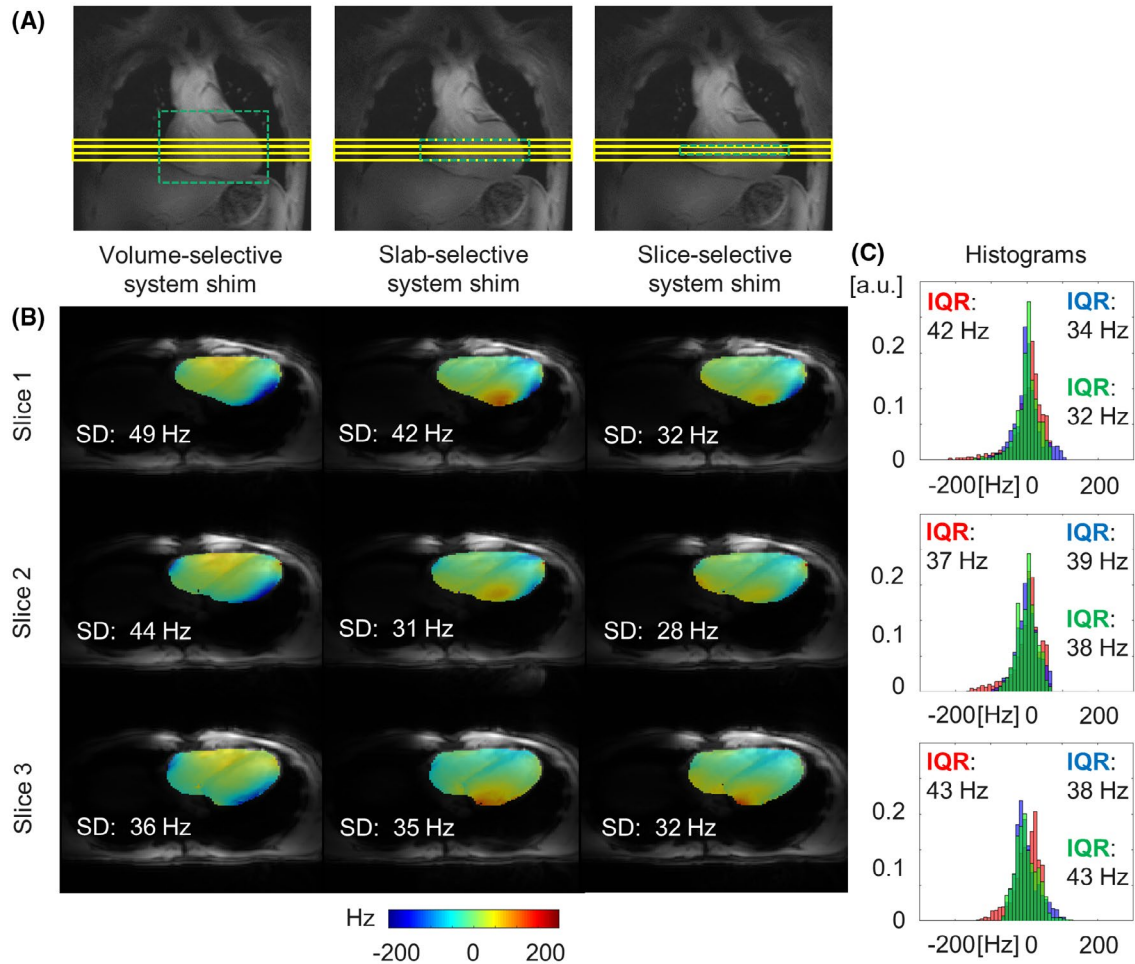 (A)
Volume-selective
system shim
Slab-selective
system shim
Slice-selective
system shim
(B)
Slice 1
SD: 49 Hz
SD: 42 Hz
SD: 32 Hz
Slice 2
SD: 44 Hz
SD: 31 Hz
SD: 28 Hz
Slice 3
SD: 36 Hz
SD: 35 Hz
SD: 32 Hz
Hz
-200 0 200
(C)
Histograms
[a.u.]
IQR:
42 Hz
IQR:
34 Hz
IQR:
32 Hz
0.2
0.1
0
-200[Hz] 0 200
IQR:
37 Hz
IQR:
39 Hz
IQR:
38 Hz
0.2
0.1
0
-200[Hz] 0 200
IQR:
43 Hz
IQR:
38 Hz
IQR:
43 Hz
0.2
0.1
0
-200[Hz] 0 200